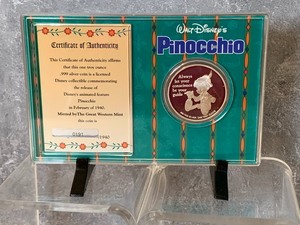 Certificate of Authenticity
This Certificate of Authenticity affirms
that this one troy ounce
.999 silver coin is a licensed
Disney collectible commemorating
the release of
Disney's animated feature
Pinocchio
in February of 1940.
Minted by The Great Western Mint
this coin is
1940
WALT DISNEY'S
Pinocchio
Always
let your
conscience
be your
guide